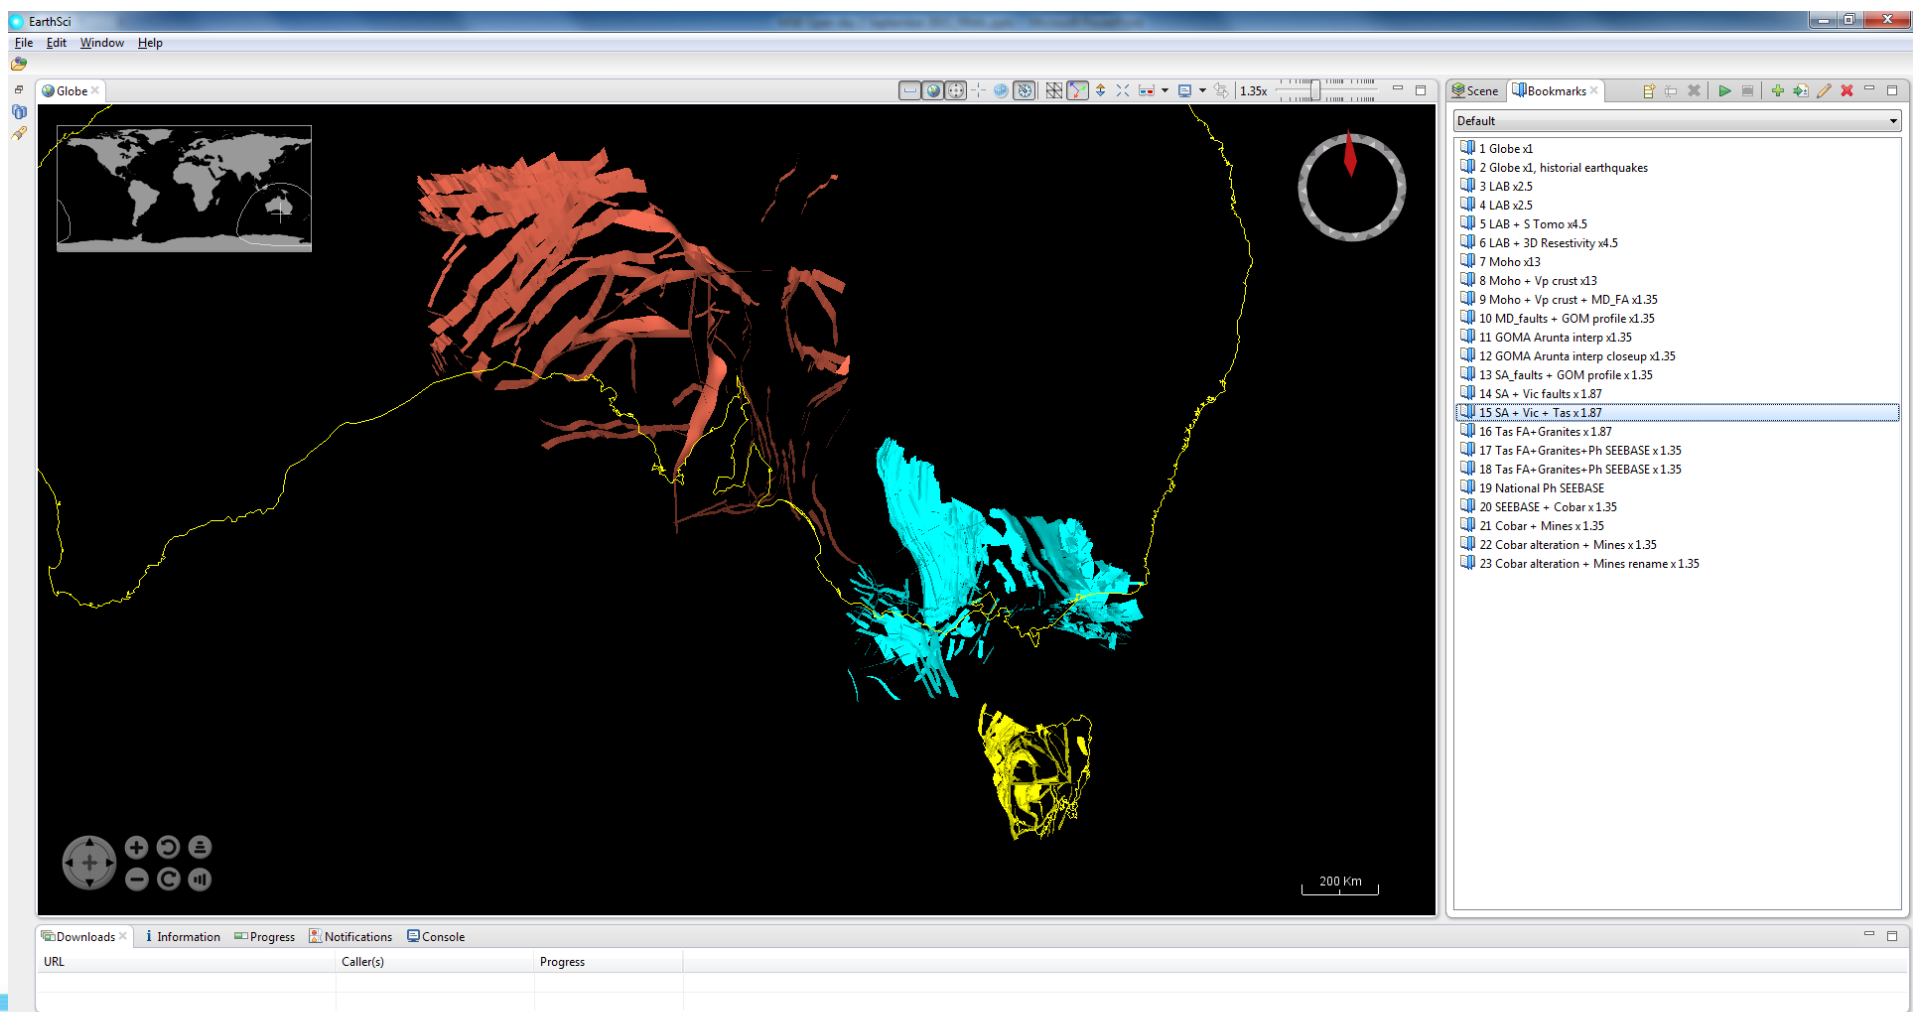 EarthSci
File Edit Window Help
Globe
1.35x
200 Km
Scene Bookmarks
Default
1 Globe x1
2 Globe x1, historial earthquakes
3 LAB x2.5
4 LAB x2.5
5 LAB + S Tomo x4.5
6 LAB + 3D Resestivity x4.5
7 Moho x13
8 Moho + Vp crust x13
9 Moho + Vp crust + MD_FA x1.35
10 MD_faults + GOM profile x1.35
11 GOMA Arunta interp x1.35
12 GOMA Arunta interp closeup x1.35
13 SA_faults + GOM profile x 1.35
14 SA + Vic faults x 1.87
15 SA + Vic + Tas x 1.87
16 Tas FA+Granites x 1.87
17 Tas FA+Granites+Ph SEEBASE x 1.35
18 Tas FA+Granites+Ph SEEBASE x 1.35
19 National Ph SEEBASE
20 SEEBASE + Cobar x 1.35
21 Cobar + Mines x 1.35
22 Cobar alteration + Mines x 1.35
23 Cobar alteration + Mines rename x 1.35
Downloads Information Progress Notifications Console
URL Caller(s) Progress